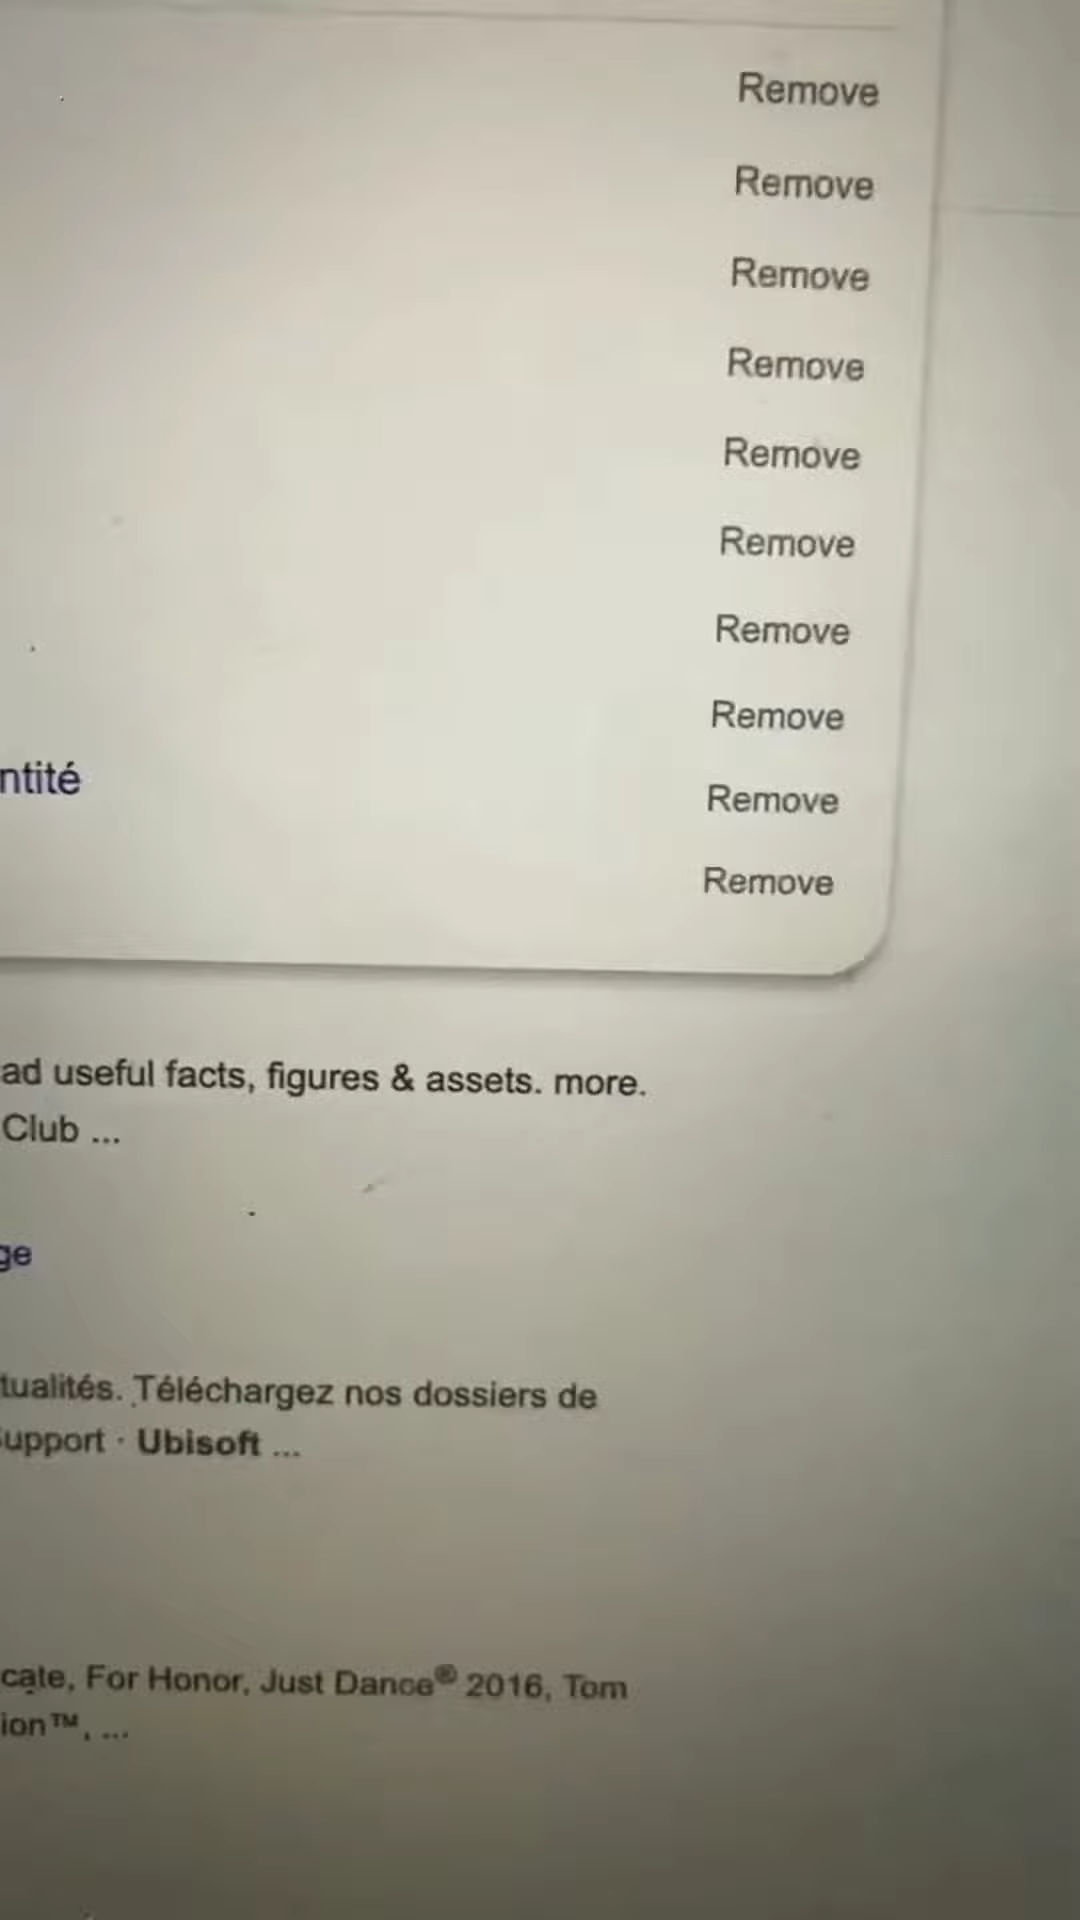 Remove
Remove
Remove
Remove
Remove
Remove
Remove
Remove
ntité
Remove
Remove
ad useful facts, figures & assets. more.
Club ...
ge
tualités. Téléchargez nos dossiers de
upport · Ubisoft ...
cate, For Honor, Just Dance® 2016, Tom
ion™, ...